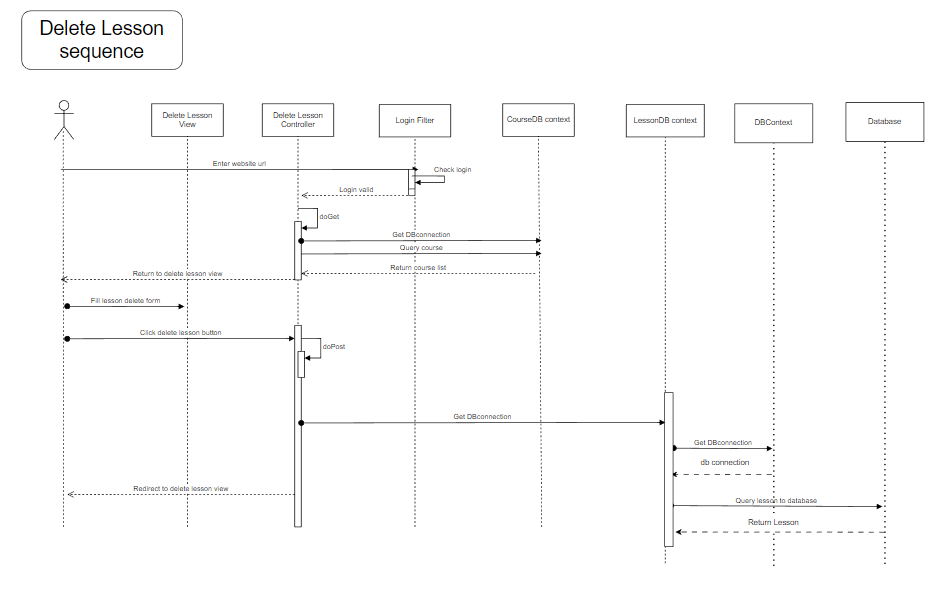 Delete Lesson
sequence
Delete Lesson
View
Delete Lesson
Controller
Login Filter
CourseDB context
LessonDB context
DBContext
Database
Enter website url
Check login
Login valid
doGet
Get DBconnection
Query course
Return course list
Return to delete lesson view
Fill lesson delete form
Click delete lesson button
doPost
Get DBconnection
Get DBconnection
db connection
Redirect to delete lesson view
Query lesson to database
Return Lesson